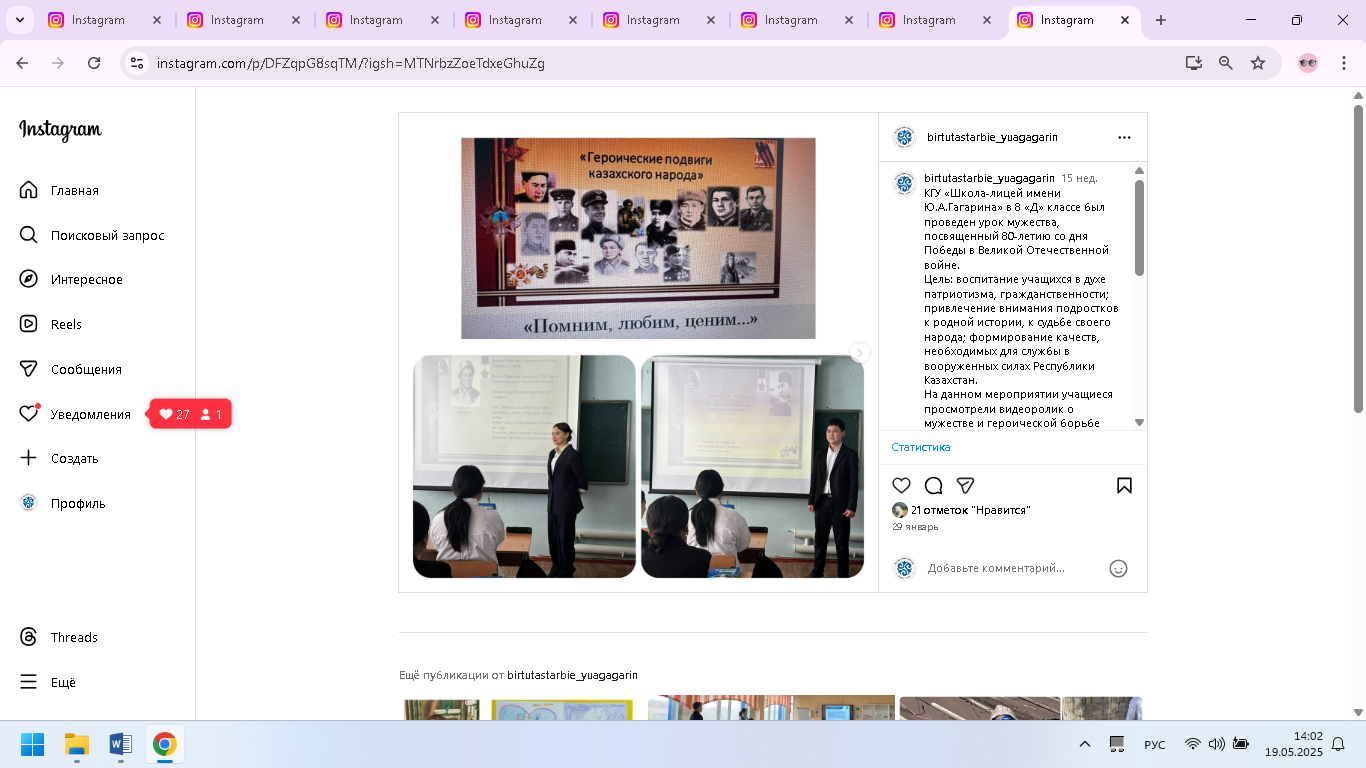 Instagram
Instagram
Instagram
Instagram
Instagram
Instagram
Instagram
Instagram
instagram.com/p/DFZqpG8sqTM/?igsh=MTNrbzZoeTdxeGhuZg
Instagram
Главная
Поисковый запрос
Интересное
Reels
Сообщения
Уведомления
27 1
Создать
Профиль
Threads
Ещё
«Героические подвиги
казахского народа»
«Помним, любим, ценим...»
birtutastarbie_yuagagarin
birtutastarbie_yuagagarin 15 нед.
КГУ «Школа-лицей имени
Ю.А.Гагарина» в 8 «Д» классе был
проведен урок мужества,
посвященный 80-летию со дня
Победы в Великой Отечественной
войне.
Цель: воспитание учащихся в духе
патриотизма, гражданственности;
привлечение внимания подростков
к родной истории, к судьбе своего
народа; формирование качеств,
необходимых для службы в
вооруженных силах Республики
Казахстан.
На данном мероприятии учащиеся
просмотрели видеоролик о
мужестве и героической борьбе
Статистика
21 отметок "Нравится"
29 январь
Добавьте комментарий...
Ещё публикации от birtutastarbie_yuagagarin
РУС
14:02
19.05.2025